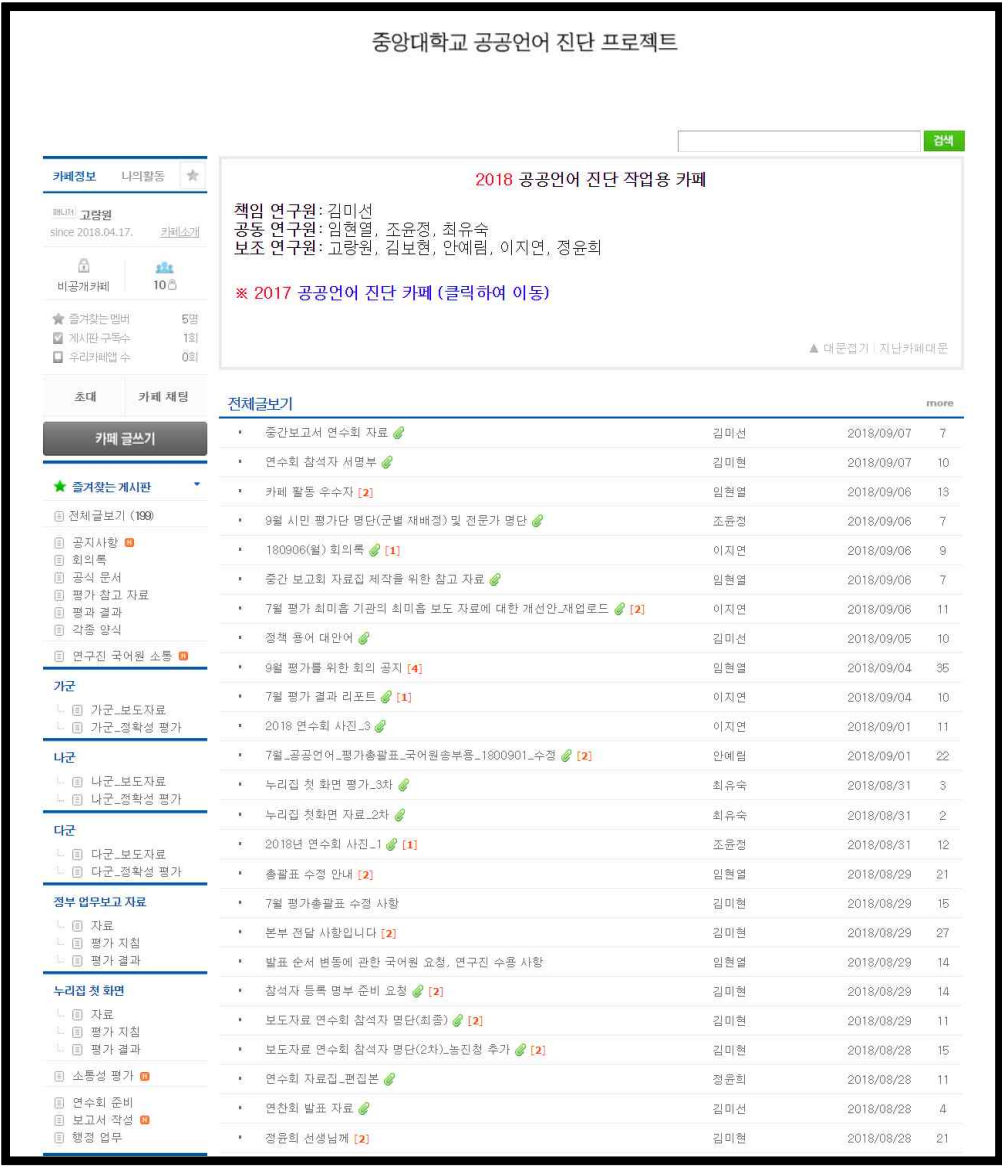 중앙대학교 공공언어 진단 프로젝트
검색
카페정보 나의활동
매니저 고량원
since 2018.04.17. 카페소개
비공개카페 10
즐겨찾는 멤버 5명
게시판 구독수 1회
우리카페앱 수 0회
초대 카페 채팅
카페 글쓰기
즐겨찾는 게시판
전체글보기 (199)
공지사항
회의록
공식 문서
평가 참고 자료
평과 결과
각종 양식
연구진 국어원 소통
가군
가군_보도자료
가군_정확성 평가
나군
나군_보도자료
나군_정확성 평가
다군
다군_보도자료
다군_정확성 평가
정부 업무보고 자료
자료
평가 지침
평가 결과
누리집 첫 화면
자료
평가 지침
평가 결과
소통성 평가
연수회 준비
보고서 작성
행정 업무
2018 공공언어 진단 작업용 카페
책임 연구원: 김미선
공동 연구원: 임현열, 조윤정, 최유숙
보조 연구원: 고랑원, 김보현, 안예림, 이지연, 정윤희
※ 2017 공공언어 진단 카페 (클릭하여 이동)
▲ 대문접기 | 지난카페대문
전체글보기 more
중간보고서 연수회 자료 김미선 2018/09/07 7
연수회 참석자 서명부 김미현 2018/09/07 10
카페 활동 우수자 [2] 임현열 2018/09/06 13
9월 시민 평가단 명단(군별 재배정) 및 전문가 명단 조윤정 2018/09/06 7
180906(월) 회의록 [1] 이지연 2018/09/06 9
중간 보고회 자료집 제작을 위한 참고 자료 임현열 2018/09/06 7
7월 평가 최미흡 기관의 최미흡 보도 자료에 대한 개선안_재업로드 [2] 이지연 2018/09/06 11
정책 용어 대안어 김미선 2018/09/05 10
9월 평가를 위한 회의 공지 [4] 임현열 2018/09/04 35
7월 평가 결과 리포트 [1] 이지연 2018/09/04 10
2018 연수회 사진_3 이지연 2018/09/01 11
7월_공공언어_평가총괄표_국어원송부용_1800901_수정 [2] 안예림 2018/09/01 22
누리집 첫 화면 평가_3차 최유숙 2018/08/31 3
누리집 첫화면 자료_2차 최유숙 2018/08/31 2
2018년 연수회 사진_1 [1] 조윤정 2018/08/31 12
총괄표 수정 안내 [2] 임현열 2018/08/29 21
7월 평가총괄표 수정 사항 김미현 2018/08/29 15
본부 전달 사항입니다 [2] 김미현 2018/08/29 27
발표 순서 변동에 관한 국어원 요청, 연구진 수용 사항 임현열 2018/08/29 14
참석자 등록 명부 준비 요청 [2] 김미현 2018/08/29 14
보도자료 연수회 참석자 명단(최종) [2] 김미현 2018/08/29 11
보도자료 연수회 참석자 명단(2차)_농진청 추가 [2] 김미현 2018/08/28 15
연수회 자료집_편집본 정윤희 2018/08/28 11
연찬회 발표 자료 김미선 2018/08/28 4
정윤희 선생님께 [2] 김미현 2018/08/28 21